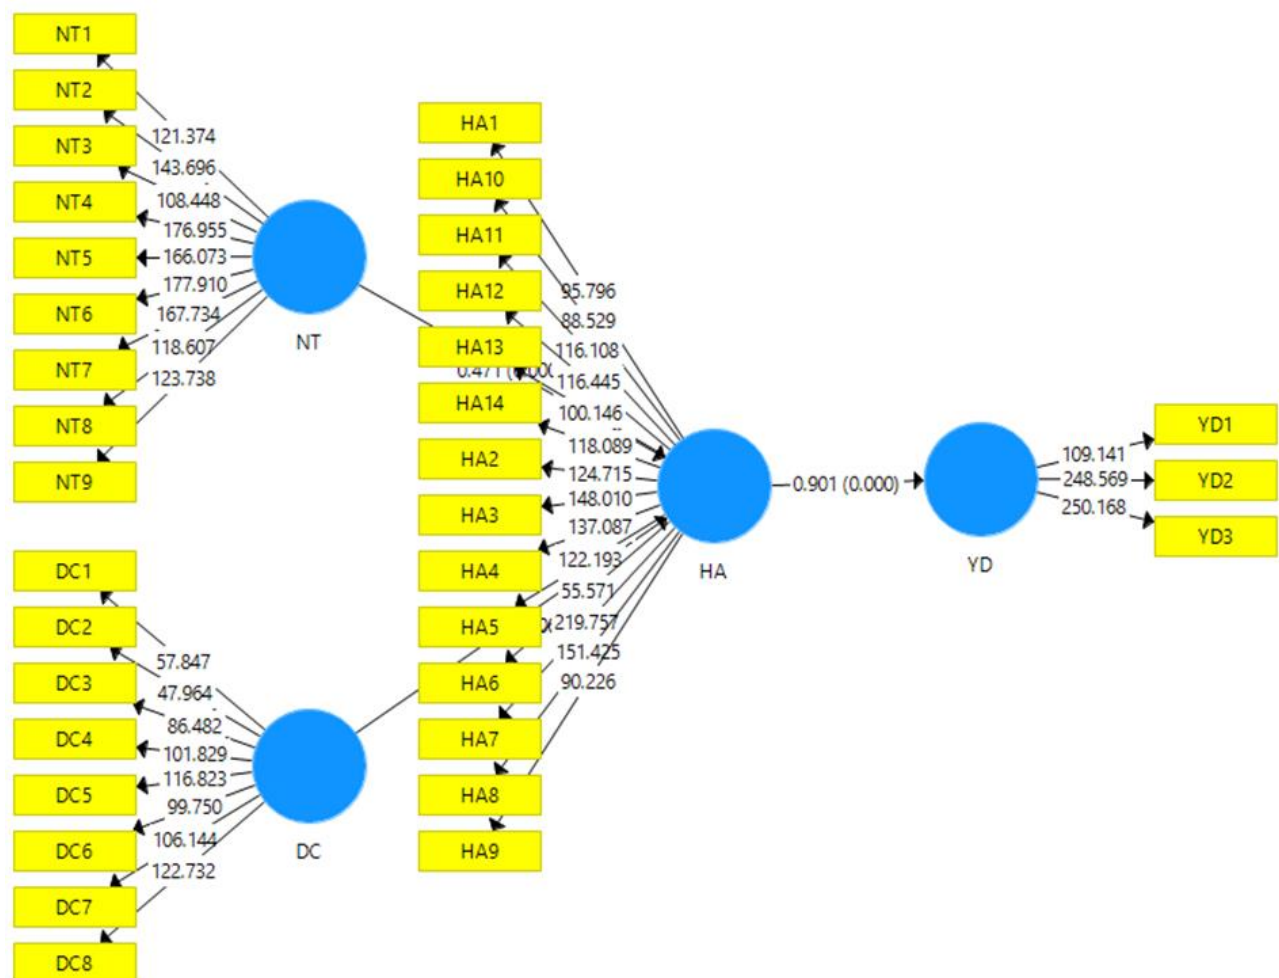 NT1
NT2
NT3
NT4
NT5
NT6
NT7
NT8
NT9
121.374
143.696
108.448
176.955
166.073
177.910
167.734
118.607
123.738
NT
DC1
DC2
DC3
DC4
DC5
DC6
DC7
DC8
57.847
47.964
86.482
101.829
116.823
99.750
106.144
122.732
DC
HA1
HA10
HA11
HA12
HA13
HA14
HA2
HA3
HA4
HA5
HA6
HA7
HA8
HA9
95.796
88.529
116.108
116.445
100.146
118.089
124.715
148.010
137.087
122.193
55.571
219.757
151.425
90.226
HA
0.901 (0.000)
YD
109.141
248.569
250.168
YD1
YD2
YD3